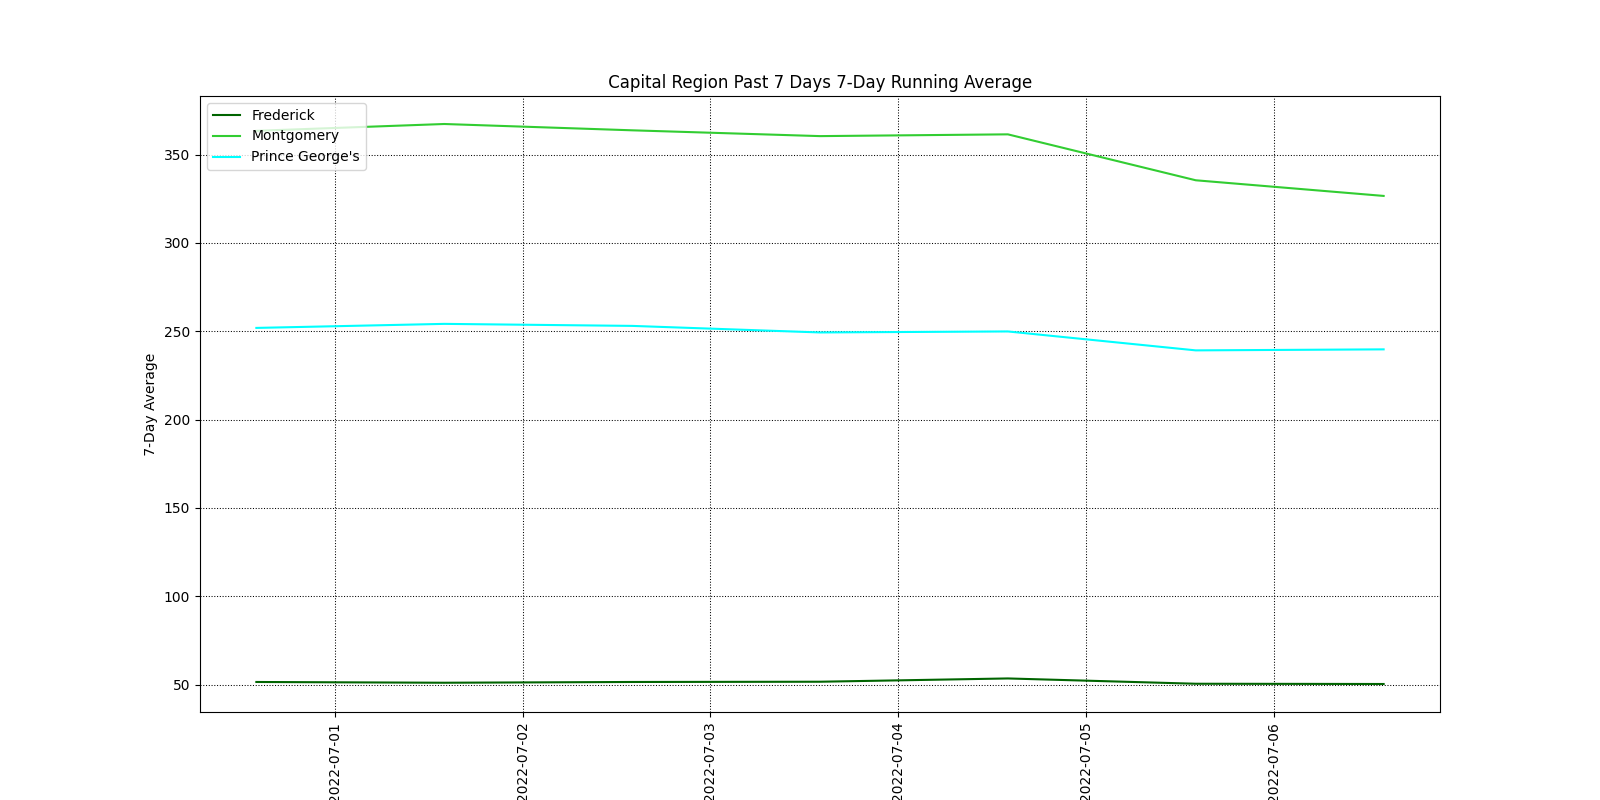 Capital Region Past 7 Days 7-Day Running Average
Frederick
Montgomery
Prince George's
7-Day Average
350
300
250
200
150
100
50
2022-07-01
2022-07-02
2022-07-03
2022-07-04
2022-07-05
2022-07-06